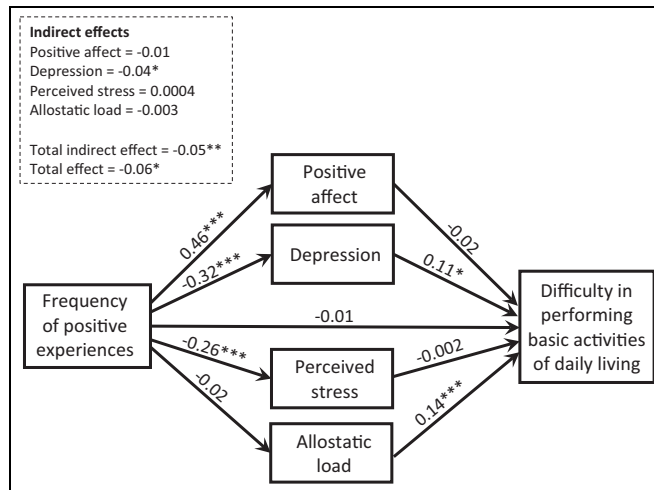 Indirect effects
Positive affect = -0.01
Depression = -0.04*
Perceived stress = 0.0004
Allostatic load = -0.003
Total indirect effect = -0.05**
Total effect = -0.06*
Positive
affect
0.46***
-0.02
Depression
-0.32***
0.11*
Frequency
of positive
experiences
-0.01
Difficulty in
performing
basic activities
of daily living
-0.26***
Perceived
stress
-0.002
-0.02
0.14***
Allostatic
load